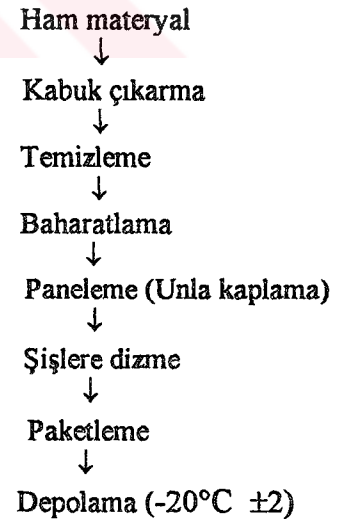 Ham materyal
↓
Kabuk çıkarma
↓
Temizleme
↓
Baharatlama
↓
Paneleme (Unla kaplama)
↓
Şişlere dizme
↓
Paketleme
↓
Depolama (-20°C ±2)